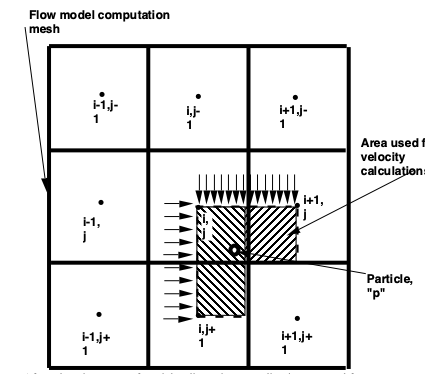 Flow model computation
mesh
i-1,j-
1
i,j-
1
i+1,j-
1
Area used f
velocity
calculations
i+1,
j
i-1,
j
i,
j
Particle,
"p"
i-1,j+
1
i,j+
1
i+1,j+
1